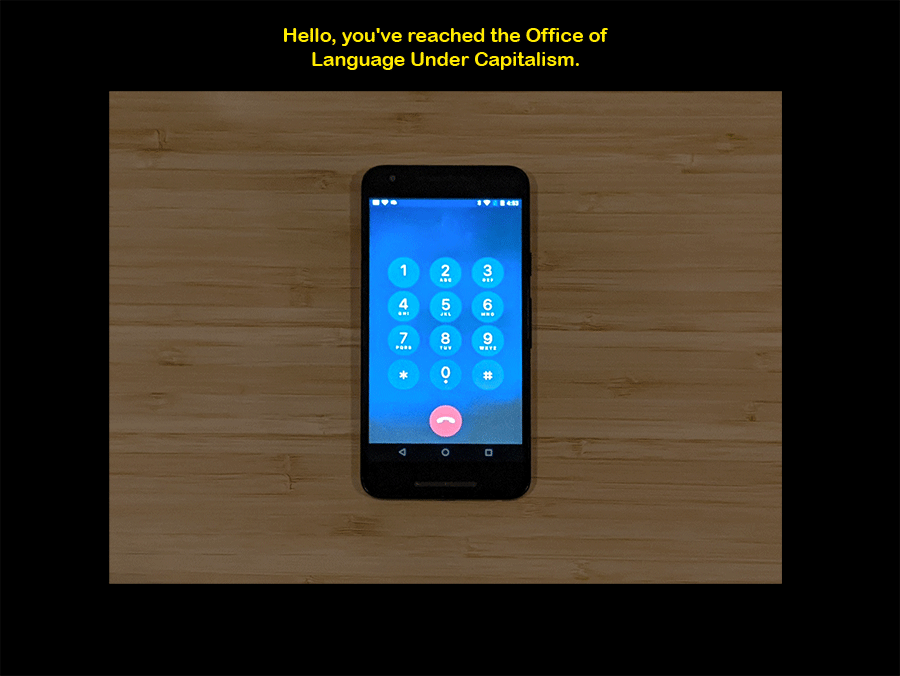 Hello, you've reached the Office of
Language Under Capitalism.
4:53
1 2 3
ABC DEF
4 5 6
GHI JKL MNO
7 8 9
PQRS TUV WXYZ
* 0 #
+